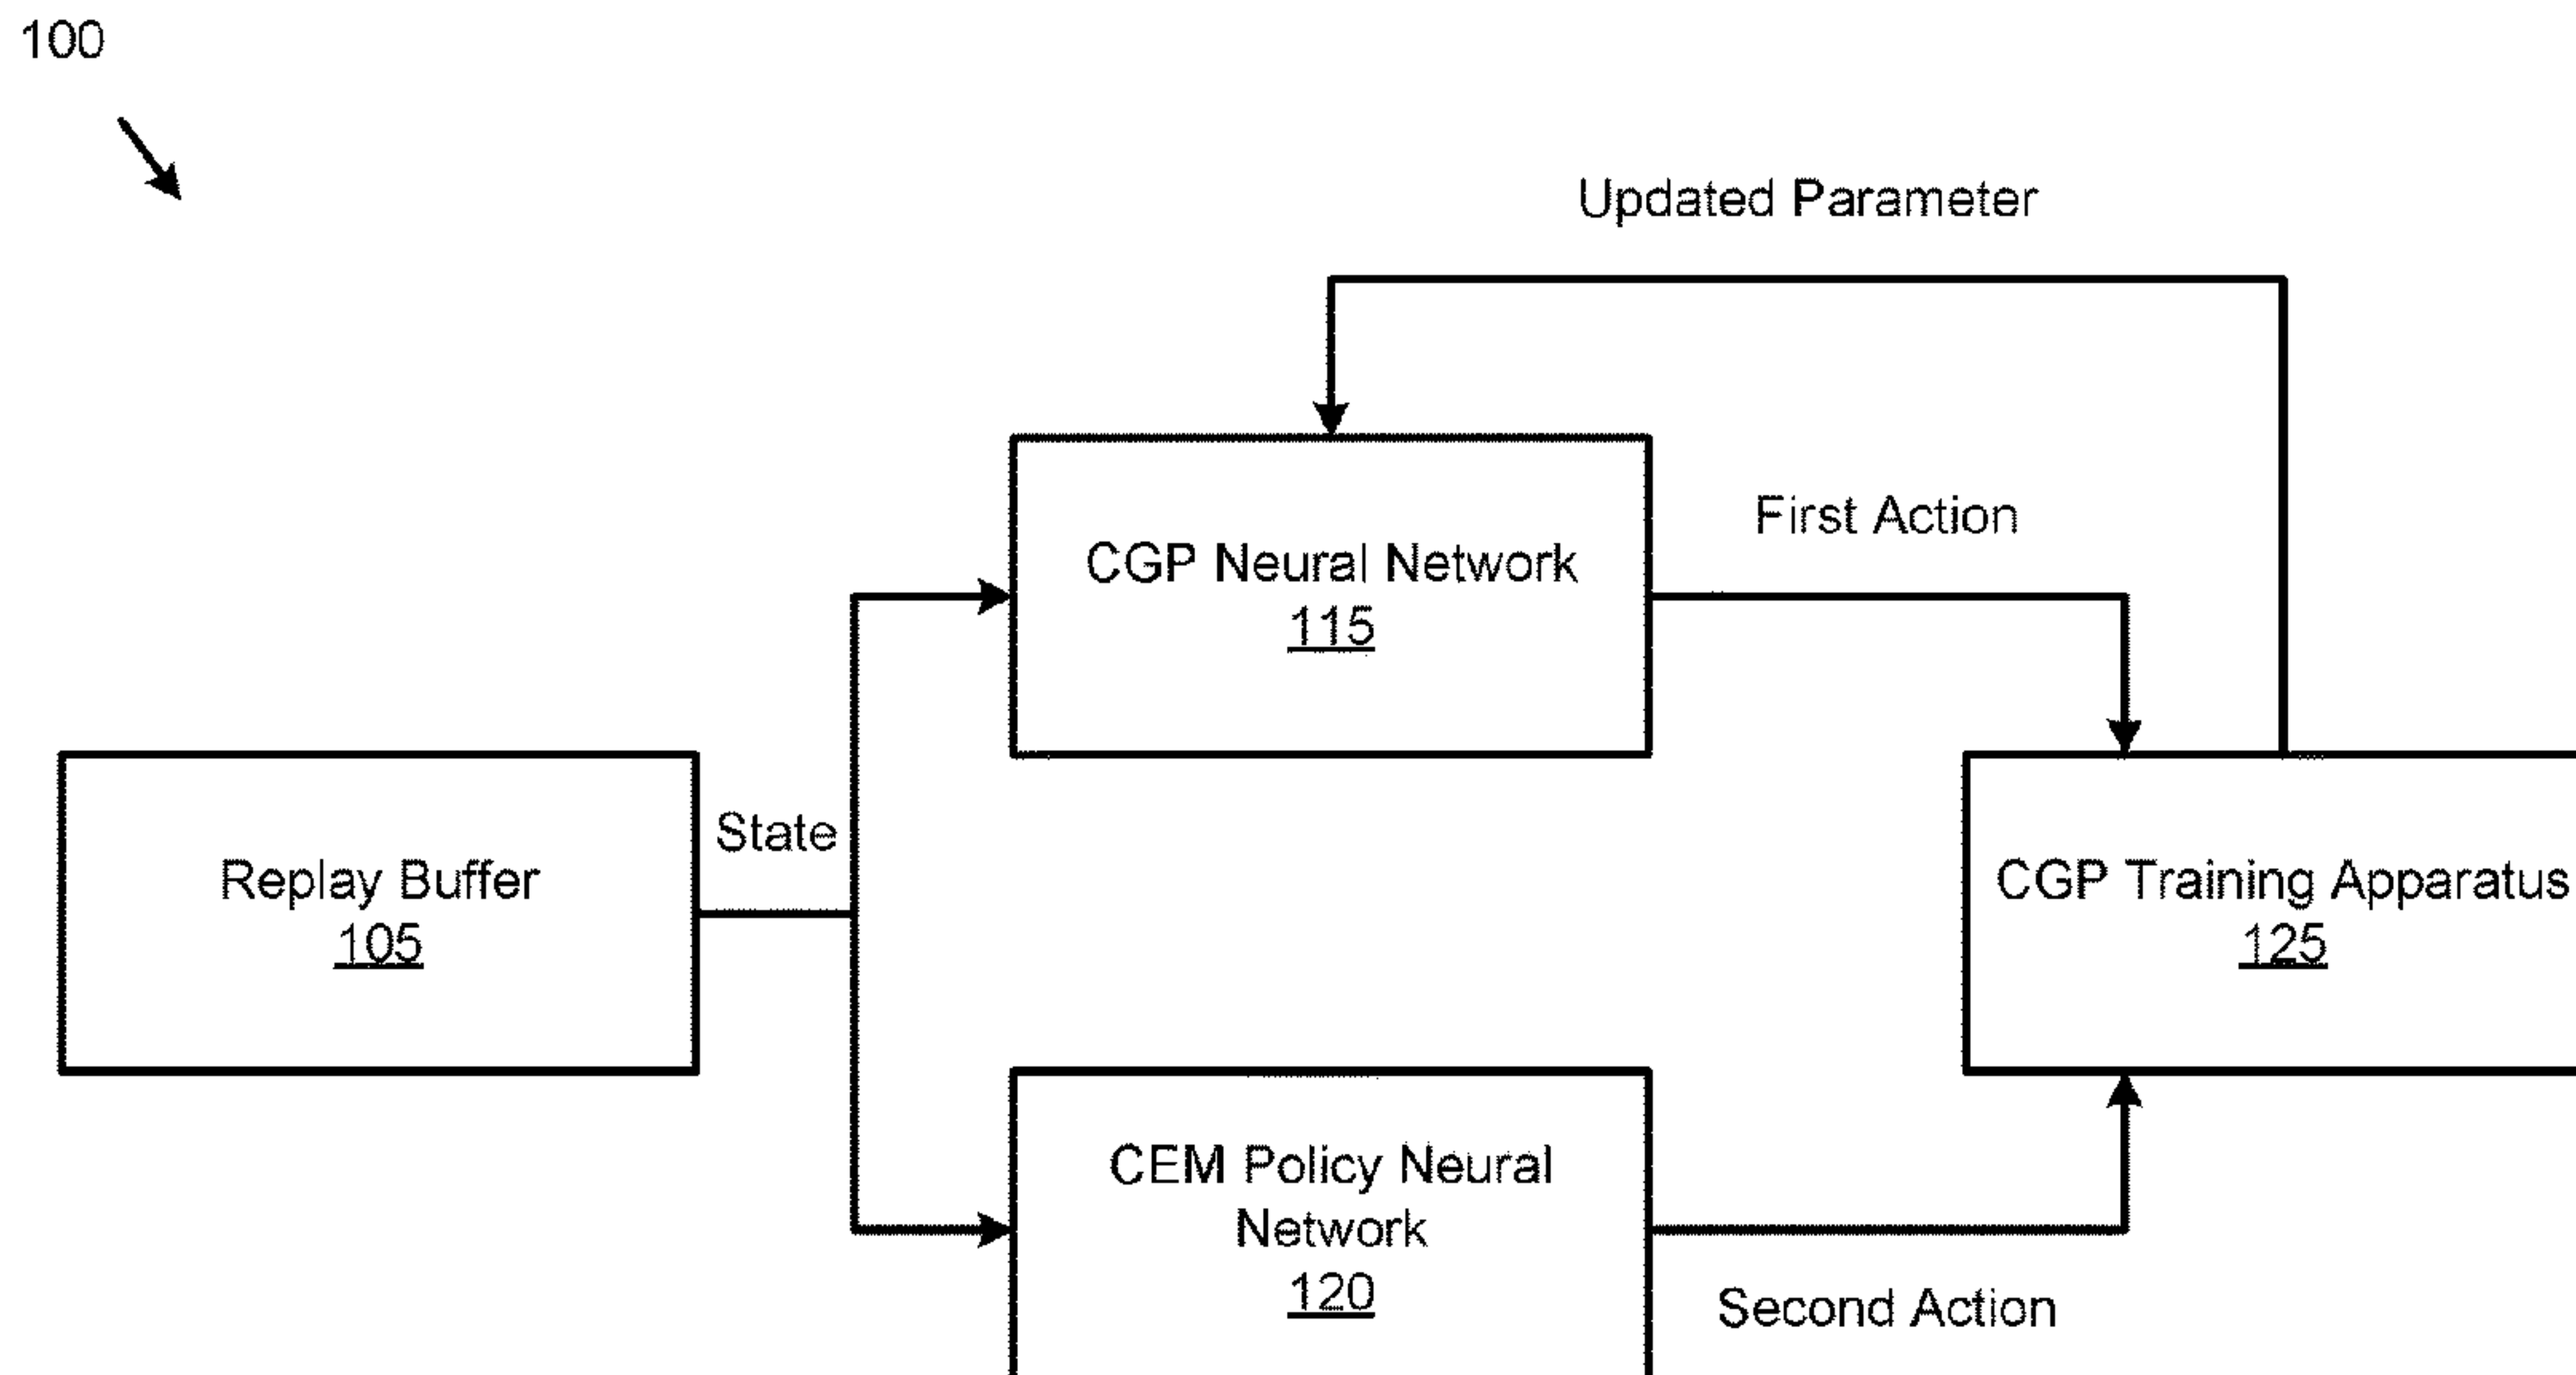 100
Updated Parameter
First Action
CGP Neural Network
115
State
Replay Buffer
105
CGP Training Apparatus
125
CEM Policy Neural
Network
120
Second Action